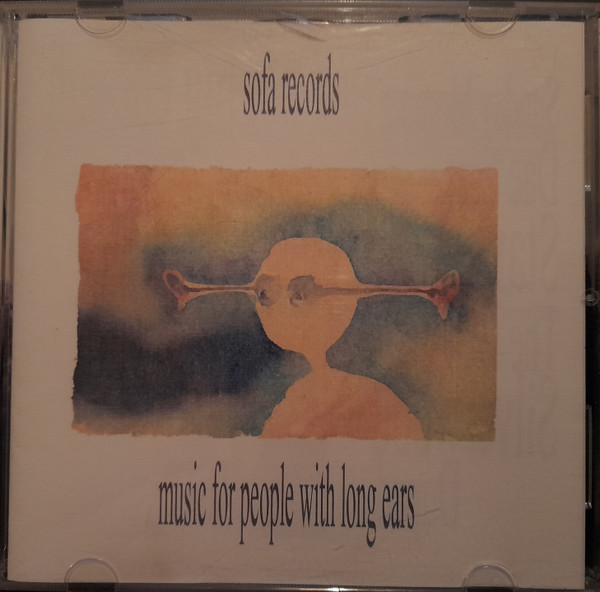 sofa records
music for people with long ears